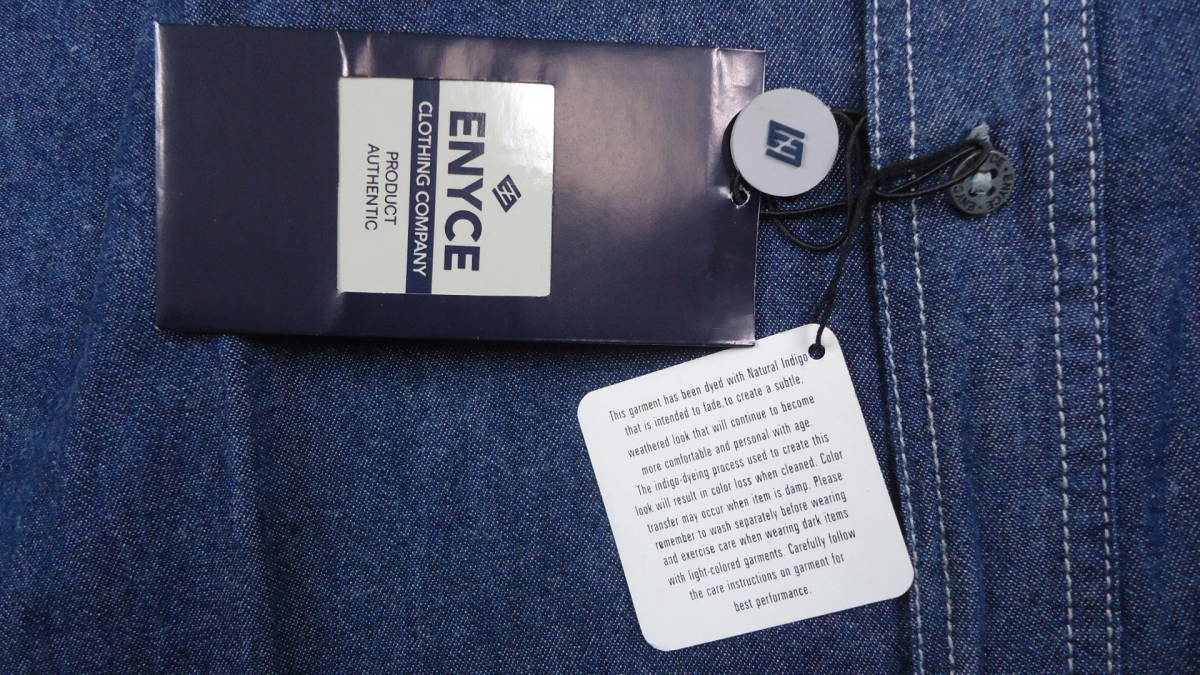 ENYCE
CLOTHING COMPANY
PRODUCT
AUTHENTIC
This garment has been dyed with Natural Indigo
that is intended to fade, to create a subtle,
weathered look that will continue to become
more comfortable and personal with age.
The indigo-dyeing process used to create this
look will result in color loss when cleaned. Color
transfer may occur when item is damp. Please
remember to wash separately before wearing
and exercise care when wearing dark items
with light-colored garments. Carefully follow
the care instructions on garment for
best performance.
ENYCE